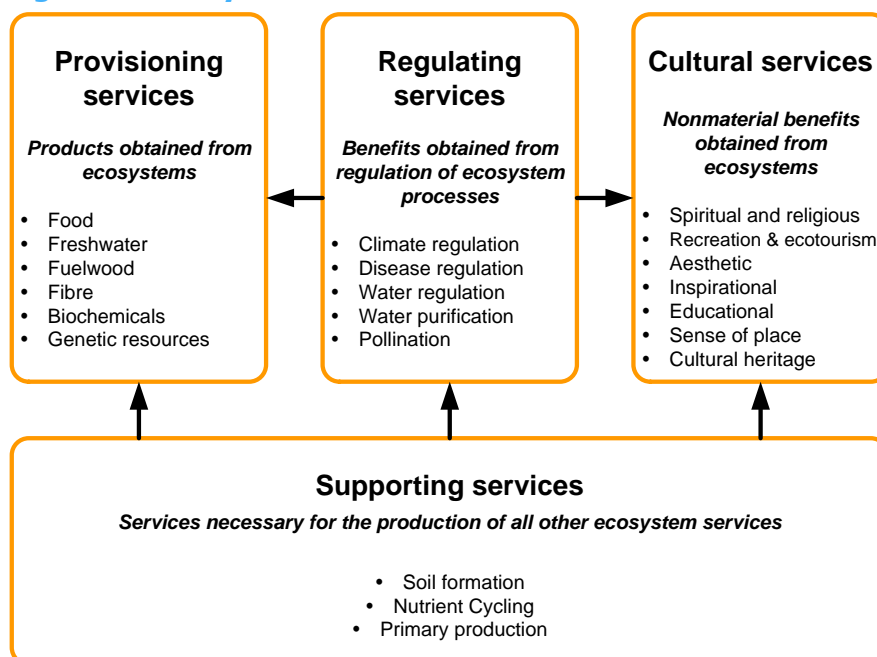 Provisioning
services
Products obtained from
ecosystems
• Food
• Freshwater
• Fuelwood
• Fibre
• Biochemicals
• Genetic resources
Regulating
services
Benefits obtained from
regulation of ecosystem
processes
• Climate regulation
• Disease regulation
• Water regulation
• Water purification
• Pollination
Cultural services
Nonmaterial benefits
obtained from
ecosystems
• Spiritual and religious
• Recreation & ecotourism
• Aesthetic
• Inspirational
• Educational
• Sense of place
• Cultural heritage
Supporting services
Services necessary for the production of all other ecosystem services
• Soil formation
• Nutrient Cycling
• Primary production